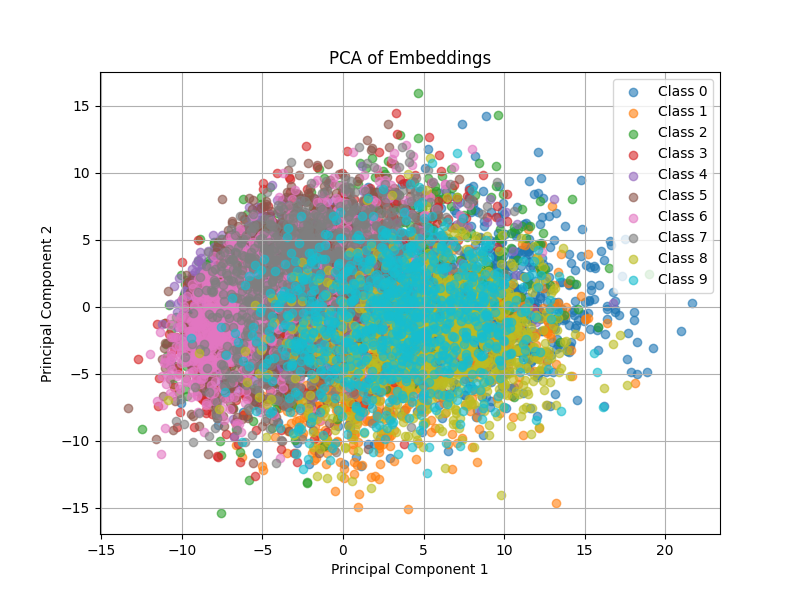 PCA of Embeddings
Class 0
Class 1
Class 2
Class 3
Class 4
Class 5
Class 6
Class 7
Class 8
Class 9
15
10
5
0
−5
−10
−15
Principal Component 2
−15
−10
−5
0
5
10
15
20
Principal Component 1